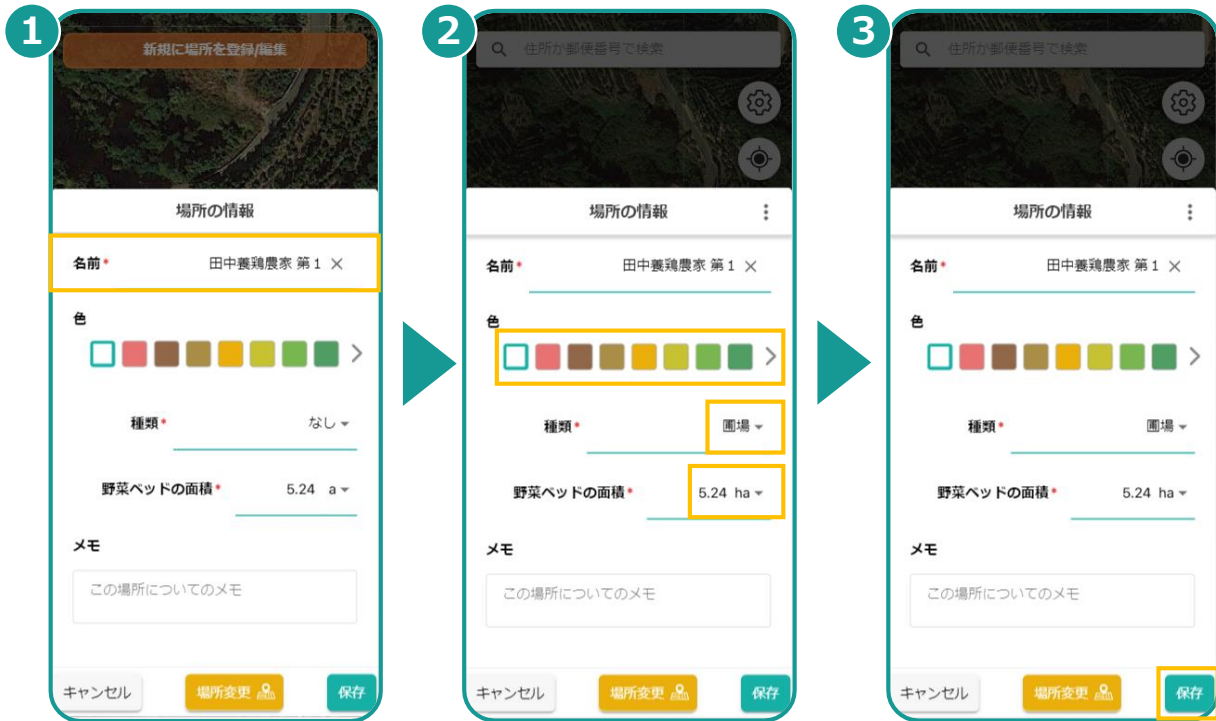 1
新規に場所を登録/編集
場所の情報
名前* 田中養鶏農家 第1 ×
色
種類* なし
野菜ベッドの面積* 5.24 a
メモ
この場所についてのメモ
キャンセル 場所変更 保存
2
住所か郵便番号で検索
場所の情報
名前* 田中養鶏農家 第1 ×
色
種類* 圃場
野菜ベッドの面積* 5.24 ha
メモ
この場所についてのメモ
キャンセル 場所変更 保存
3
住所か郵便番号で検索
場所の情報
名前* 田中養鶏農家 第1 ×
色
種類* 圃場
野菜ベッドの面積* 5.24 ha
メモ
この場所についてのメモ
キャンセル 場所変更 保存